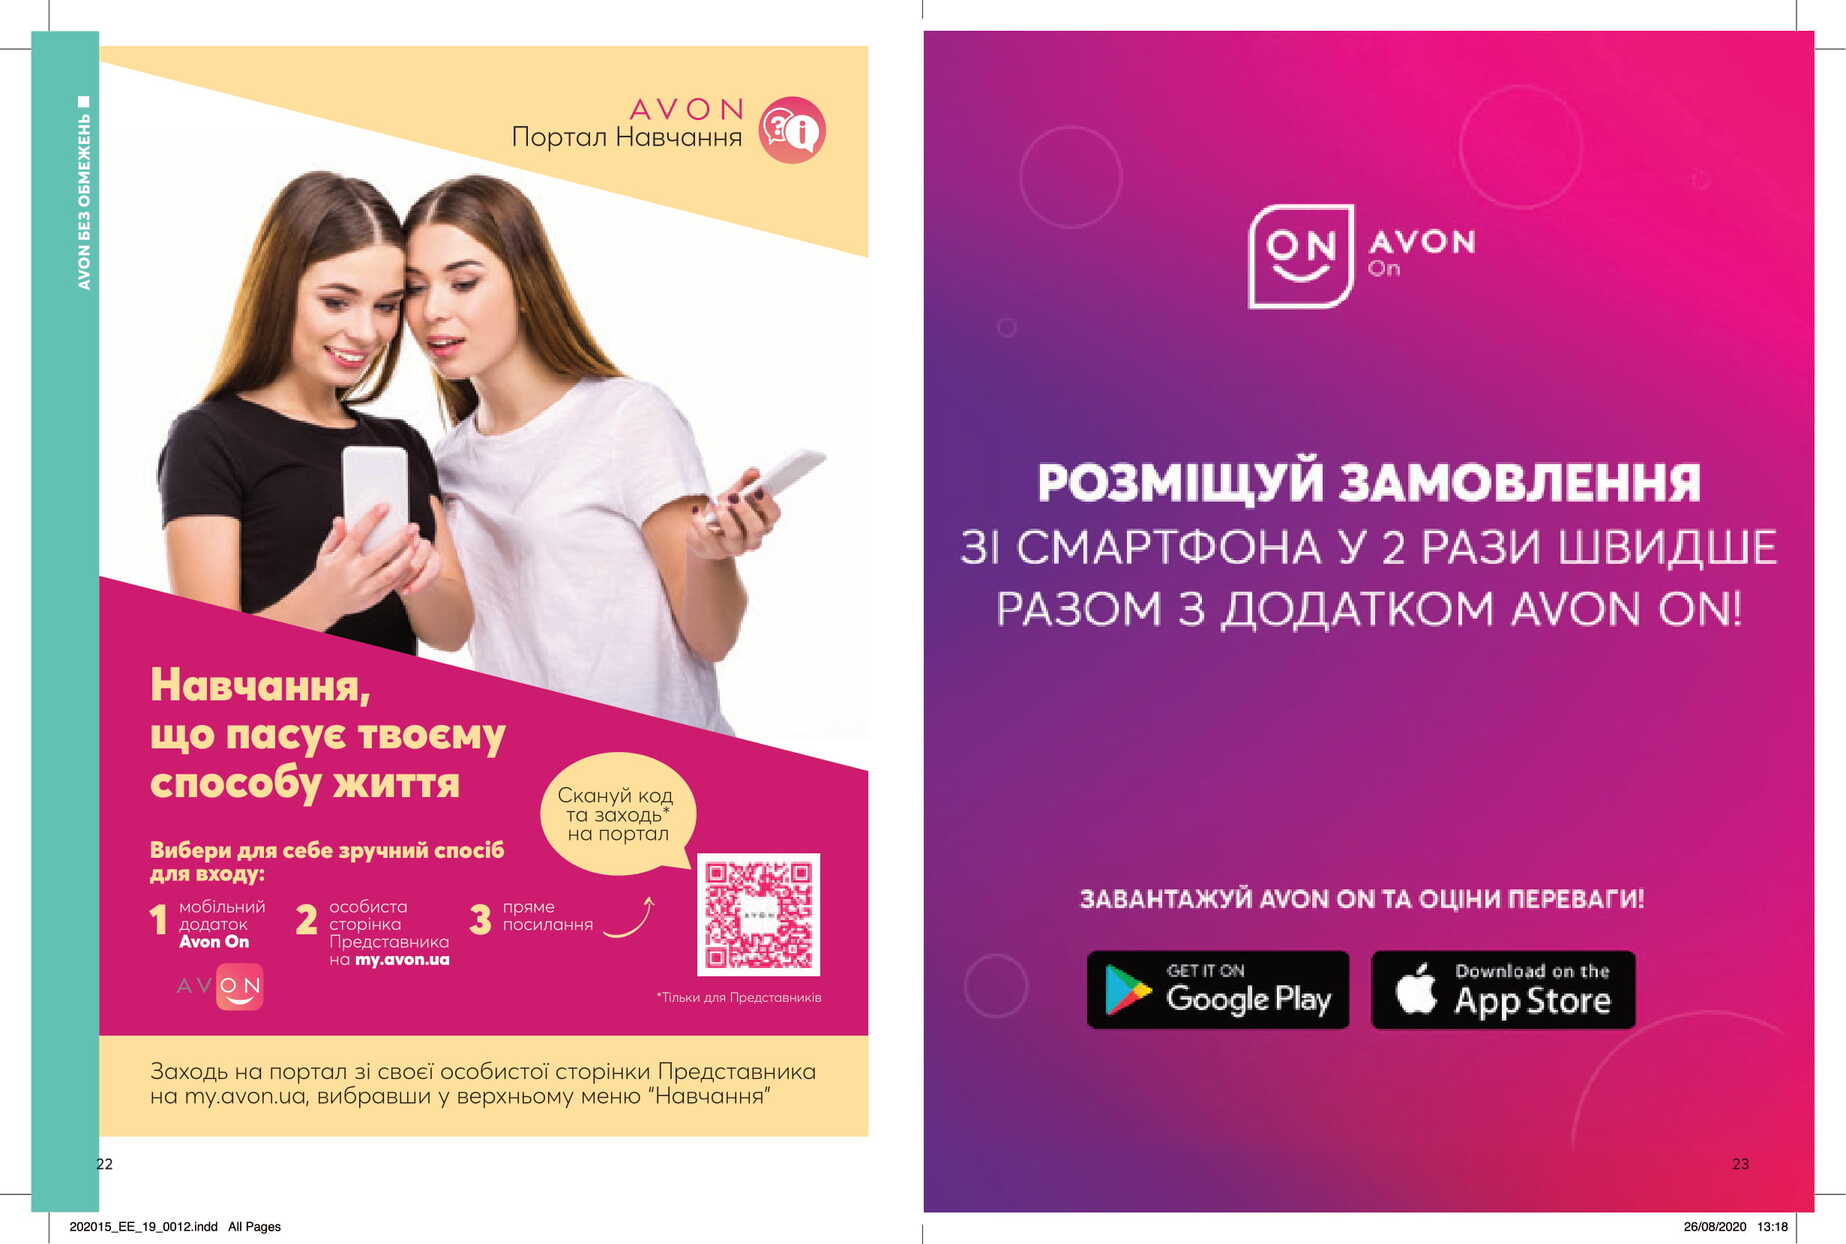 AVON БЕЗ ОБМЕЖЕНЬ
AVON
Портал Навчання
Навчання,
що пасує твоєму
способу життя
Скануй код
та заходь*
на портал
Вибери для себе зручний спосіб
для входу:
1 мобільний
додаток
Avon On
AVON
2 особиста
сторінка
Представника
на my.avon.ua
3 пряме
посилання
AVON
*Тільки для Представників
Заходь на портал зі своєї особистої сторінки Представника
на my.avon.ua, вибравши у верхньому меню “Навчання”
22
202015_EE_19_0012.indd All Pages
ON AVON
On
РОЗМІЩУЙ ЗАМОВЛЕННЯ
ЗІ СМАРТФОНА У 2 РАЗИ ШВИДШЕ
РАЗОМ З ДОДАТКОМ AVON ON!
ЗАВАНТАЖУЙ AVON ON ТА ОЦІНИ ПЕРЕВАГИ!
GET IT ON
Google Play
Download on the
App Store
23
26/08/2020 13:18